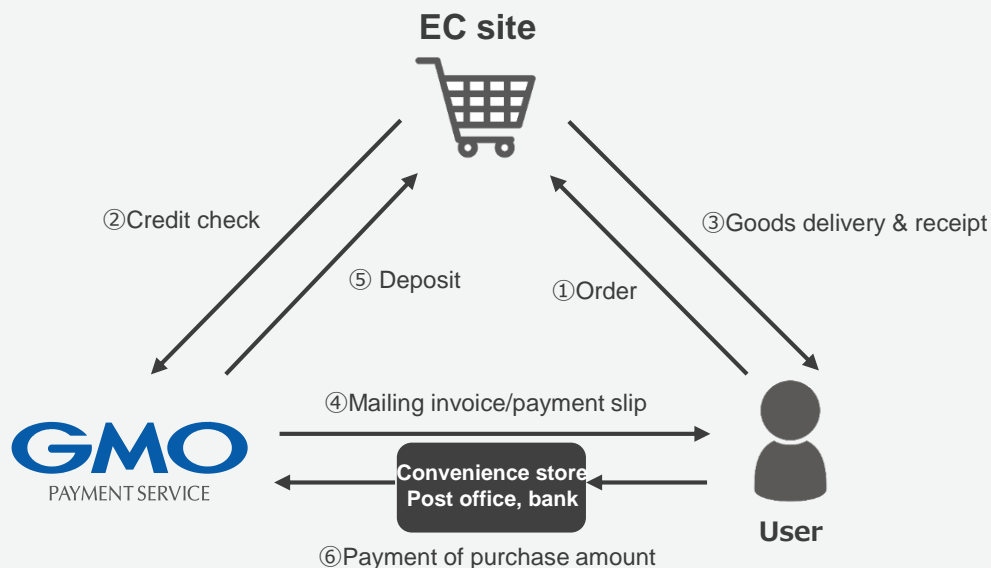 EC site
②Credit check
③Goods delivery & receipt
⑤ Deposit
①Order
④Mailing invoice/payment slip
GMO
PAYMENT SERVICE
Convenience store
Post office, bank
User
⑥Payment of purchase amount